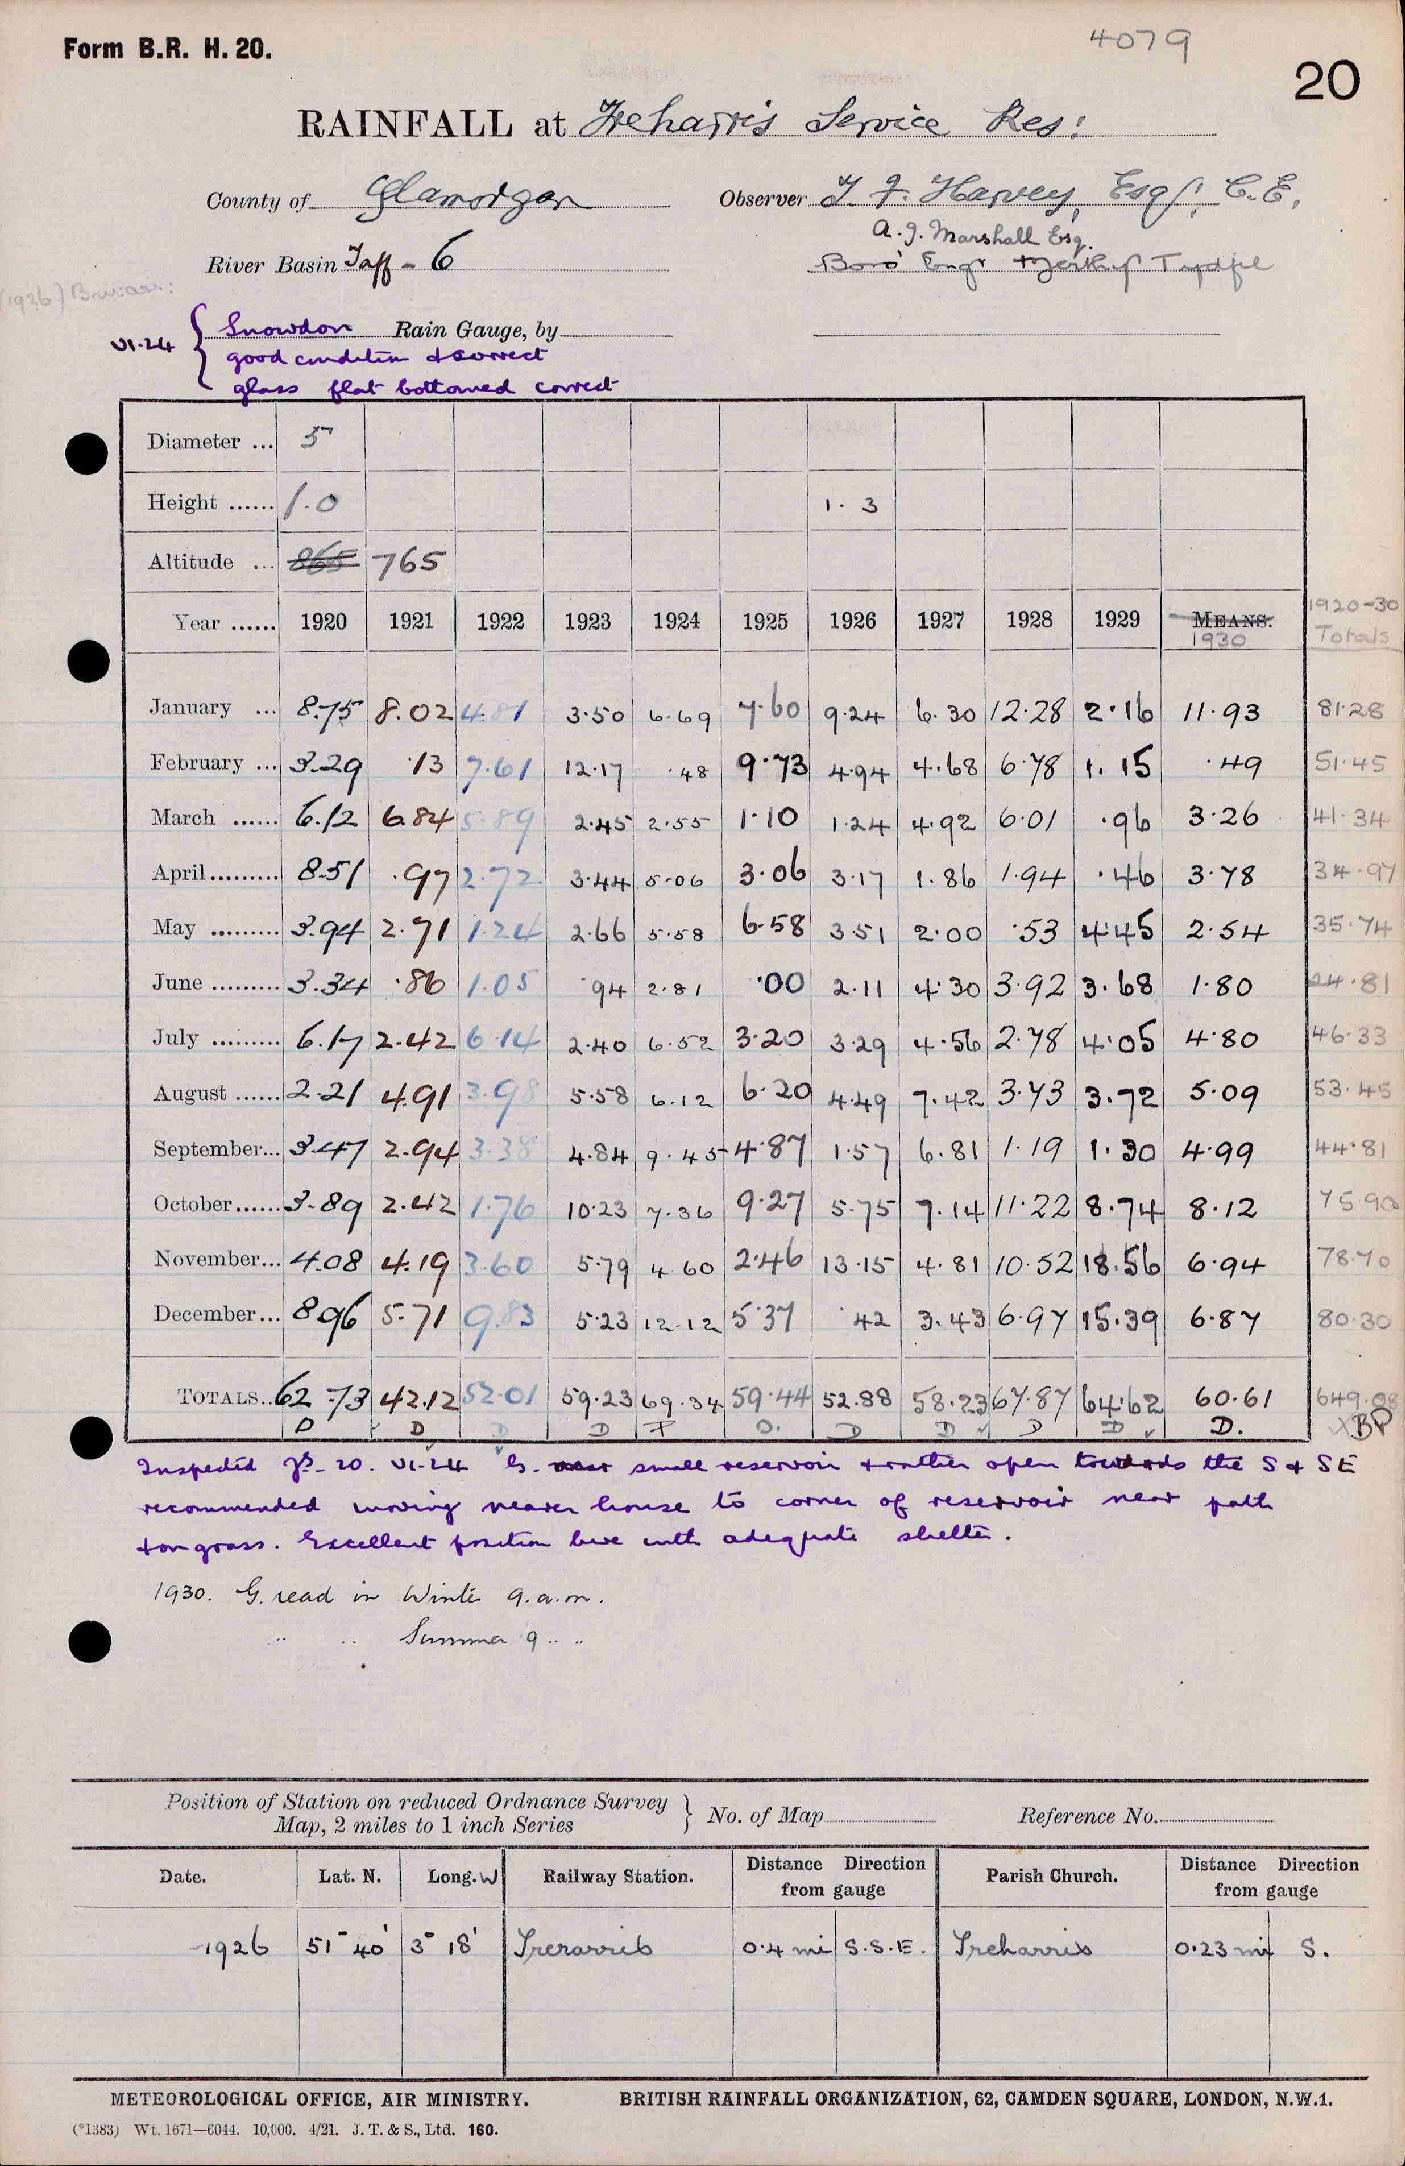 4079
Form B.R. H. 20.
20
RAINFALL at Treharris Service Res:
County of Glamorgan Observer T. F. Harvey, Esq., C.E.
A. J. Marshall Esq.
River Basin Taff - 6 Boro' Engr Merthyr Tydfil
(1926)
VI.24 { Snowdon Rain Gauge, by
good condition & correct
glass flat bottomed correct
Diameter ... 5
Height ...... 1.0 1.3
Altitude ... 865 765
Year ...... 1920 1921 1922 1923 1924 1925 1926 1927 1928 1929 MEANS. 1930 1920-30 Totals
January ... 8.75 8.02 4.81 3.50 6.69 7.60 9.24 6.30 12.28 2.16 11.93 81.28
February ... 3.29 .13 7.61 12.17 .48 9.73 4.94 4.68 6.78 1.15 .49 51.45
March ...... 6.12 6.84 5.89 2.45 2.55 1.10 1.24 4.92 6.01 .96 3.26 41.34
April ......... 8.51 .97 2.72 3.44 5.06 3.06 3.17 1.86 1.94 .46 3.78 34.97
May ......... 3.94 2.71 1.24 2.66 5.58 6.58 3.51 2.00 .53 4.45 2.54 35.74
June ......... 3.34 .86 1.05 .94 2.81 .00 2.11 4.30 3.92 3.68 1.80 24.81
July ......... 6.17 2.42 6.14 2.40 6.52 3.20 3.29 4.56 2.78 4.05 4.80 46.33
August ...... 2.21 4.91 3.98 5.58 6.12 6.20 4.49 7.42 3.73 3.72 5.09 53.45
September... 3.47 2.94 3.38 4.84 9.45 4.87 1.57 6.81 1.19 1.30 4.99 44.81
October...... 3.89 2.42 1.76 10.23 7.36 9.27 5.75 7.14 11.22 8.74 8.12 75.90
November... 4.08 4.19 3.60 5.79 4.60 2.46 13.15 4.81 10.52 18.56 6.94 78.70
December... 8.96 5.71 9.83 5.23 12.12 5.37 .42 3.43 6.97 15.39 6.87 80.30
TOTALS.. 62.73 42.12 52.01 59.23 69.34 59.44 52.88 58.23 67.87 64.62 60.61 649.08
D D D D F D. D D D D D. BP
Inspected 20.VI.24 G. near small reservoir & rather open towards the S & SE
recommended moving nearer house to corner of reservoir near path
& on grass. Excellent position here with adequate shelter.
1930. G. read in Winter 9.a.m.
" " Summer 9 " "
Position of Station on reduced Ordnance Survey
Map, 2 miles to 1 inch Series } No. of Map Reference No.
Date. Lat. N. Long. W Railway Station. Distance Direction from gauge Parish Church. Distance Direction from gauge
1926 51° 40' 3° 18' Trerarris 0.4 mi S.S.E. Treharris 0.23 mi S.
METEOROLOGICAL OFFICE, AIR MINISTRY. BRITISH RAINFALL ORGANIZATION, 62, CAMDEN SQUARE, LONDON, N.W.1.
(*1383) Wt. 1671—6044. 10,000. 4/21. J. T. & S., Ltd. 160.